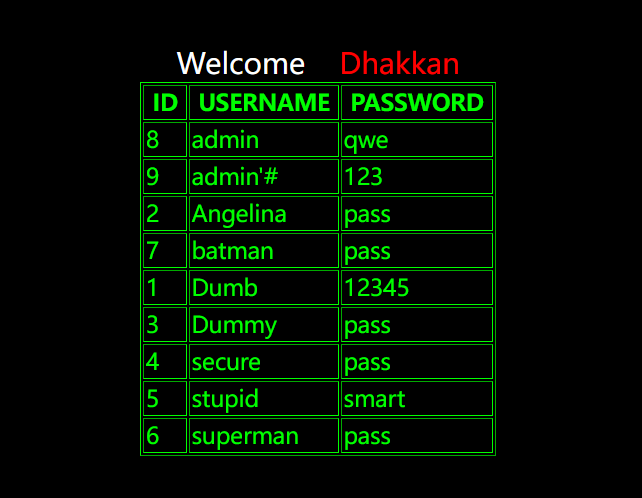 Welcome Dhakkan
ID USERNAME PASSWORD
8 admin qwe
9 admin'# 123
2 Angelina pass
7 batman pass
1 Dumb 12345
3 Dummy pass
4 secure pass
5 stupid smart
6 superman pass